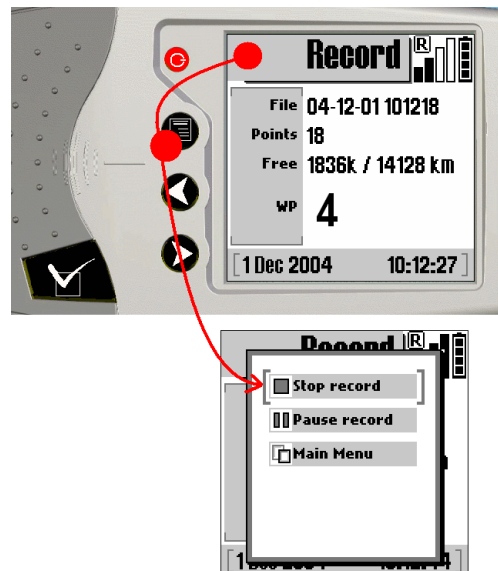 Record R
File 04-12-01 101218
Points 18
Free 1836k / 14128 km
WP 4
1 Dec 2004 10:12:27
Record R
Stop record
Pause record
Main Menu